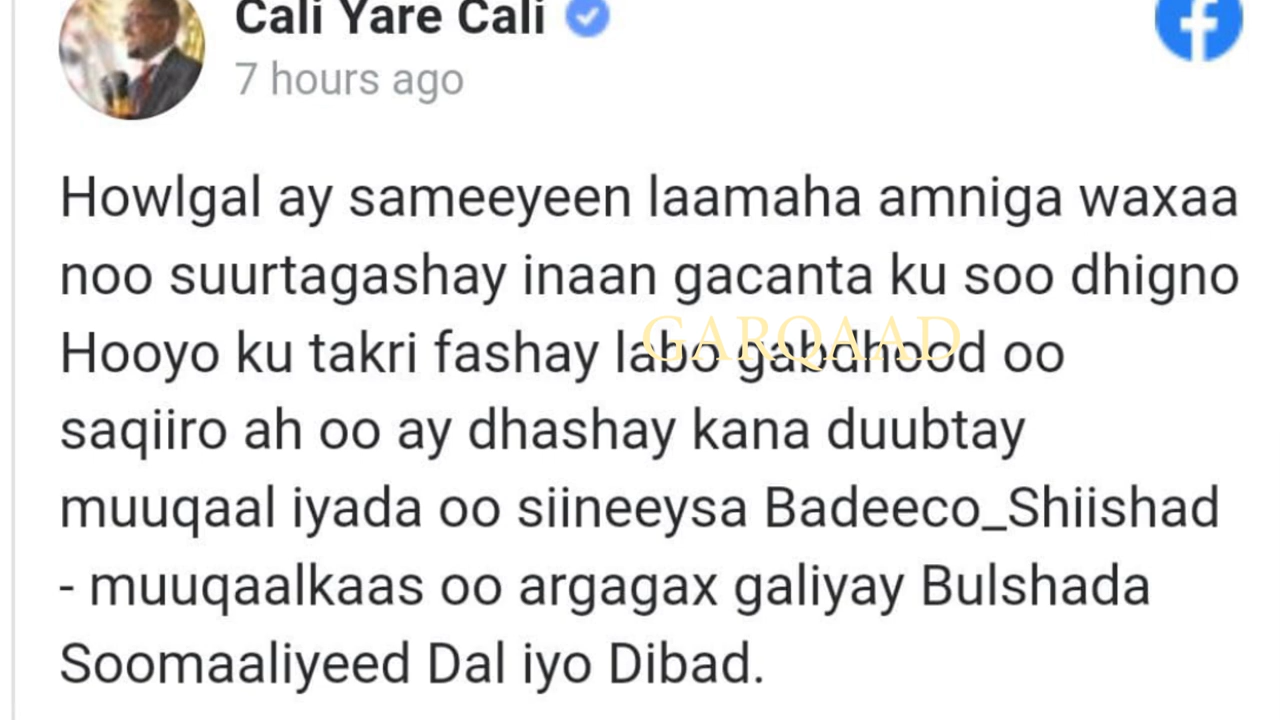 Cali Yare Cali
7 hours ago
Howlgal ay sameeyeen laamaha amniga waxaa
noo suurtagashay inaan gacanta ku soo dhigno
Hooyo ku takri fashay labo gabdhood oo
GARQAAD
saqiiro ah oo ay dhashay kana duubtay
muuqaal iyada oo siineeysa Badeeco_Shiishad
- muuqaalkaas oo argagax galiyay Bulshada
Soomaaliyeed Dal iyo Dibad.